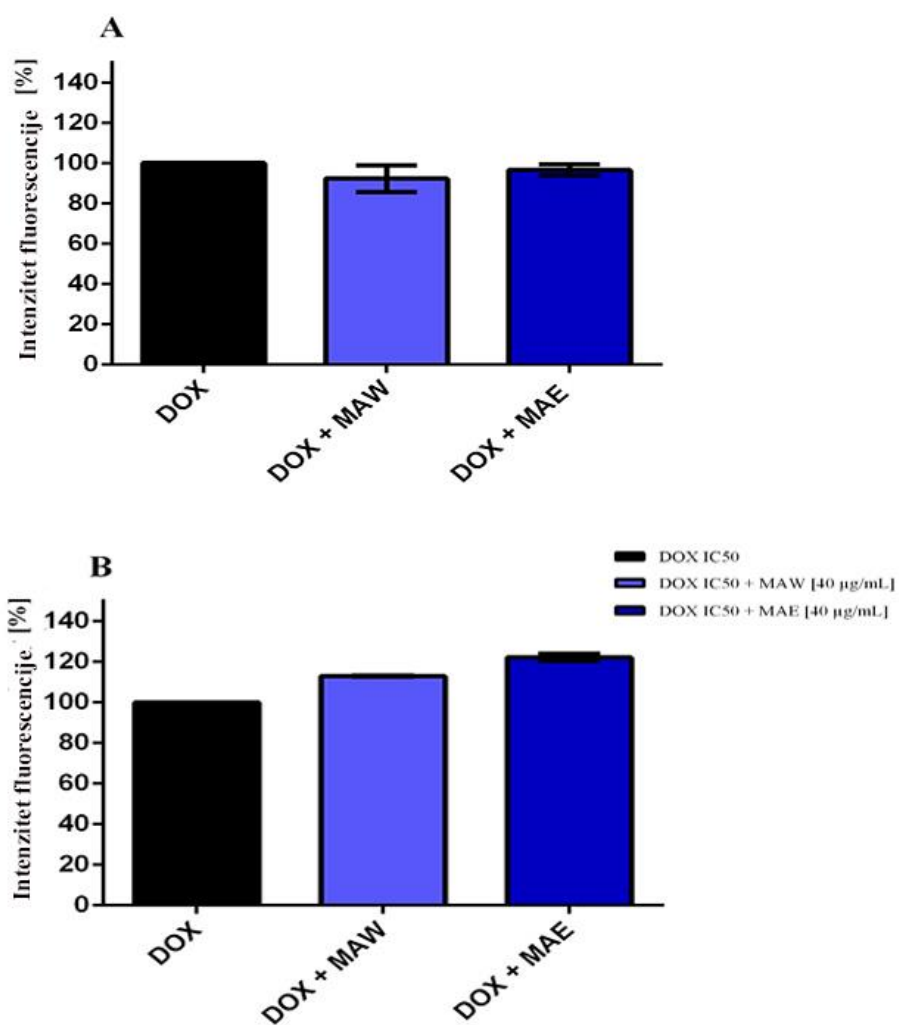 A
Intenzitet fluorescencije [%]
140
120
100
80
60
40
20
0
DOX
DOX + MAW
DOX + MAE
B
DOX IC50
DOX IC50 + MAW [40 µg/mL]
DOX IC50 + MAE [40 µg/mL]
Intenzitet fluorescencije. [%]
140
120
100
80
60
40
20
0
DOX
DOX + MAW
DOX + MAE